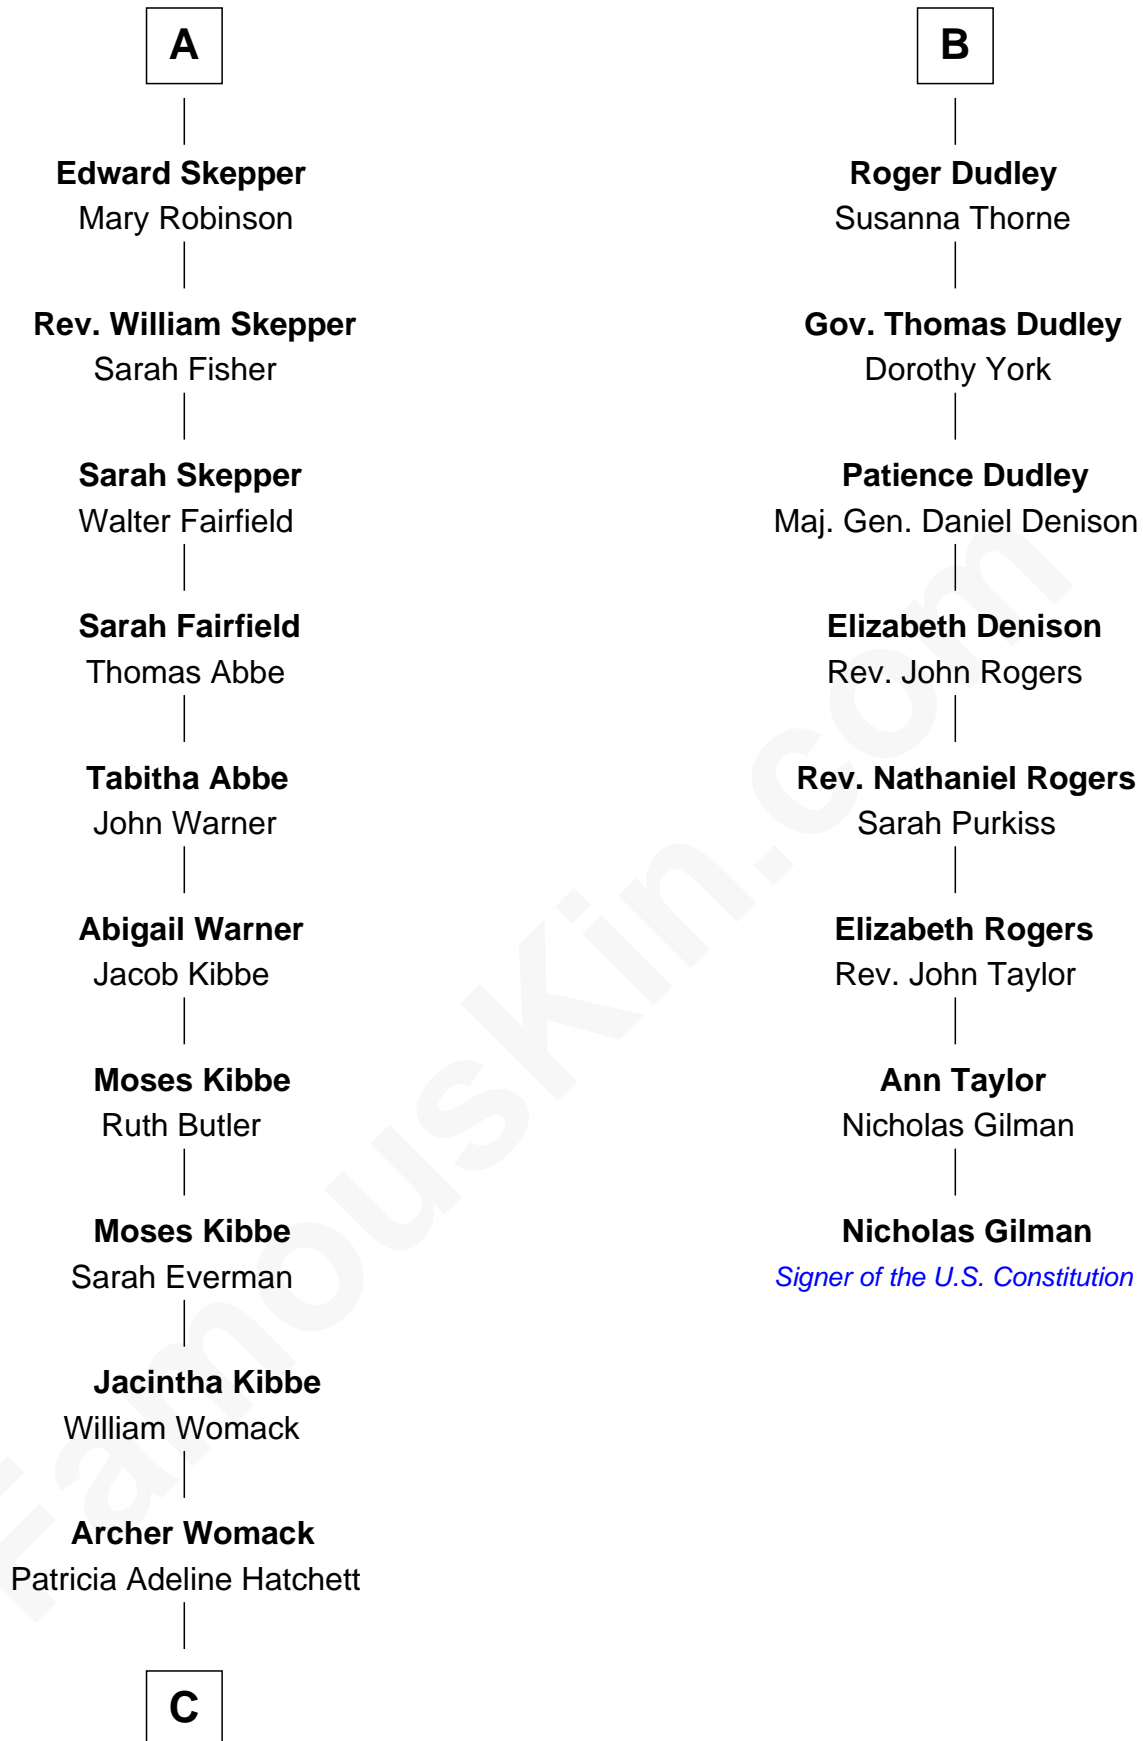 A
Edward Skepper
Mary Robinson
Rev. William Skepper
Sarah Fisher
Sarah Skepper
Walter Fairfield
Sarah Fairfield
Thomas Abbe
Tabitha Abbe
John Warner
Abigail Warner
Jacob Kibbe
Moses Kibbe
Ruth Butler
Moses Kibbe
Sarah Everman
Jacintha Kibbe
William Womack
Archer Womack
Patricia Adeline Hatchett
C
B
Roger Dudley
Susanna Thorne
Gov. Thomas Dudley
Dorothy York
Patience Dudley
Maj. Gen. Daniel Denison
Elizabeth Denison
Rev. John Rogers
Rev. Nathaniel Rogers
Sarah Purkiss
Elizabeth Rogers
Rev. John Taylor
Ann Taylor
Nicholas Gilman
Nicholas Gilman
Signer of the U.S. Constitution
FamousKin.com